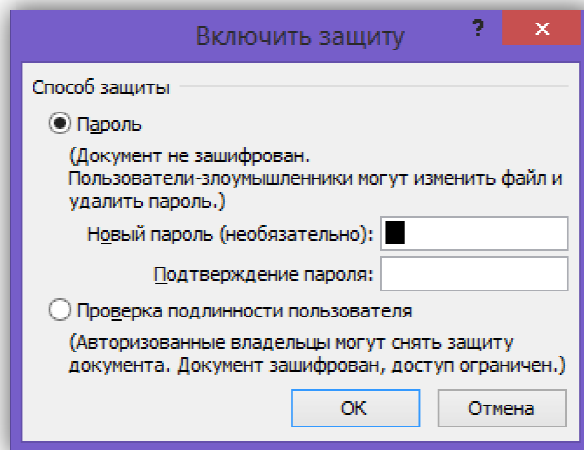 Включить защиту
?
x
Способ защиты
Пароль
(Документ не зашифрован.
Пользователи-злоумышленники могут изменить файл и
удалить пароль.)
Новый пароль (необязательно):
Подтверждение пароля:
Проверка подлинности пользователя
(Авторизованные владельцы могут снять защиту
документа. Документ зашифрован, доступ ограничен.)
ОК Отмена